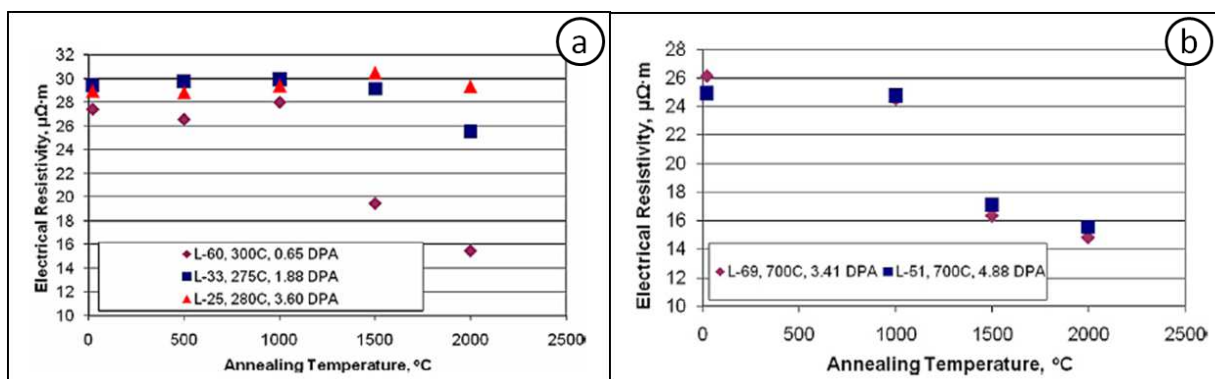 a
Electrical Resistivity, μΩ·m
32
30
28
26
24
22
20
18
16
14
12
10
L-60, 300C, 0.65 DPA
L-33, 275C, 1.88 DPA
L-25, 280C, 3.60 DPA
0 500 1000 1500 2000 2500
Annealing Temperature, ºC
b
Electrical Resistivity, μΩ·m
28
26
24
22
20
18
16
14
12
10
L-69, 700C, 3.41 DPA L-51, 700C, 4.88 DPA
0 500 1000 1500 2000 2500
Annealing Temperature, ºC